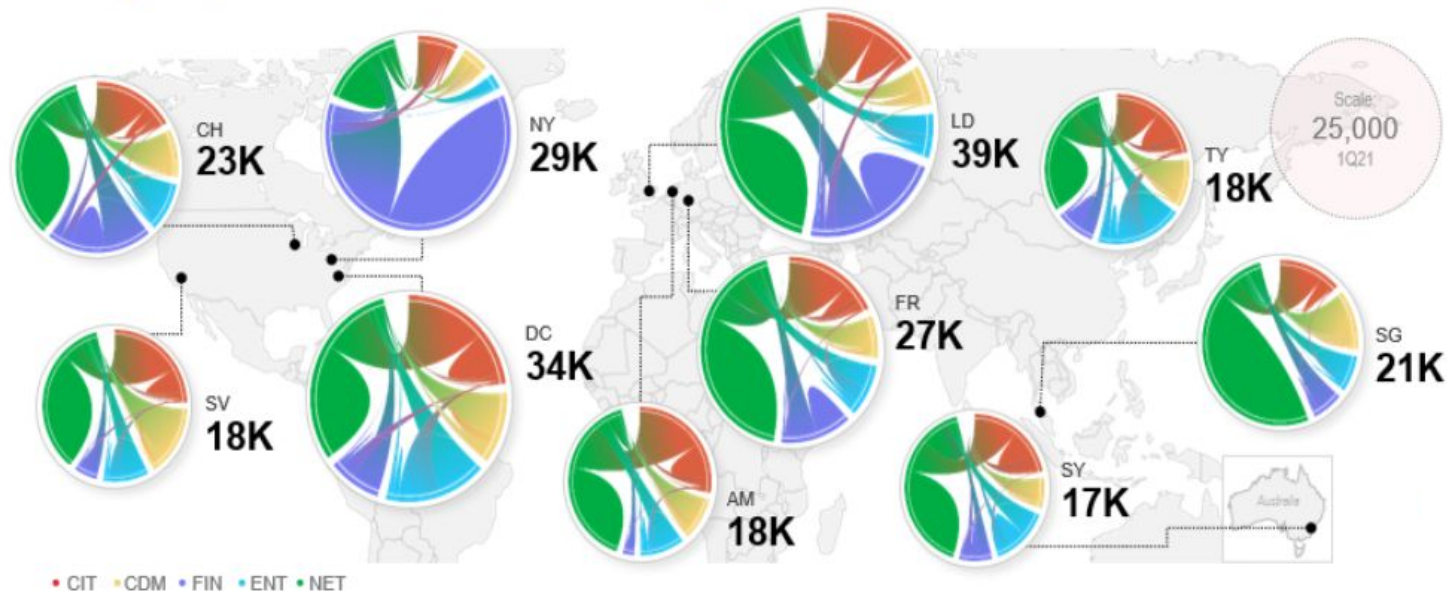 CH
23K
NY
29K
LD
39K
TY
18K
Scale:
25,000
1Q21
SV
18K
DC
34K
FR
27K
SG
21K
AM
18K
SY
17K
Australia
• CIT • CDM • FIN • ENT • NET